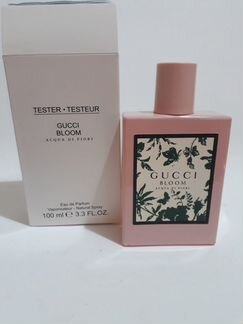 TESTER • TESTEUR
GUCCI
BLOOM
ACQUA DI FIORI
Eau de Parfum
Vaporisateur - Natural Spray
100 ml ℮ 3.3 FL.OZ.
GUCCI
BLOOM
ACQUA DI FIORI